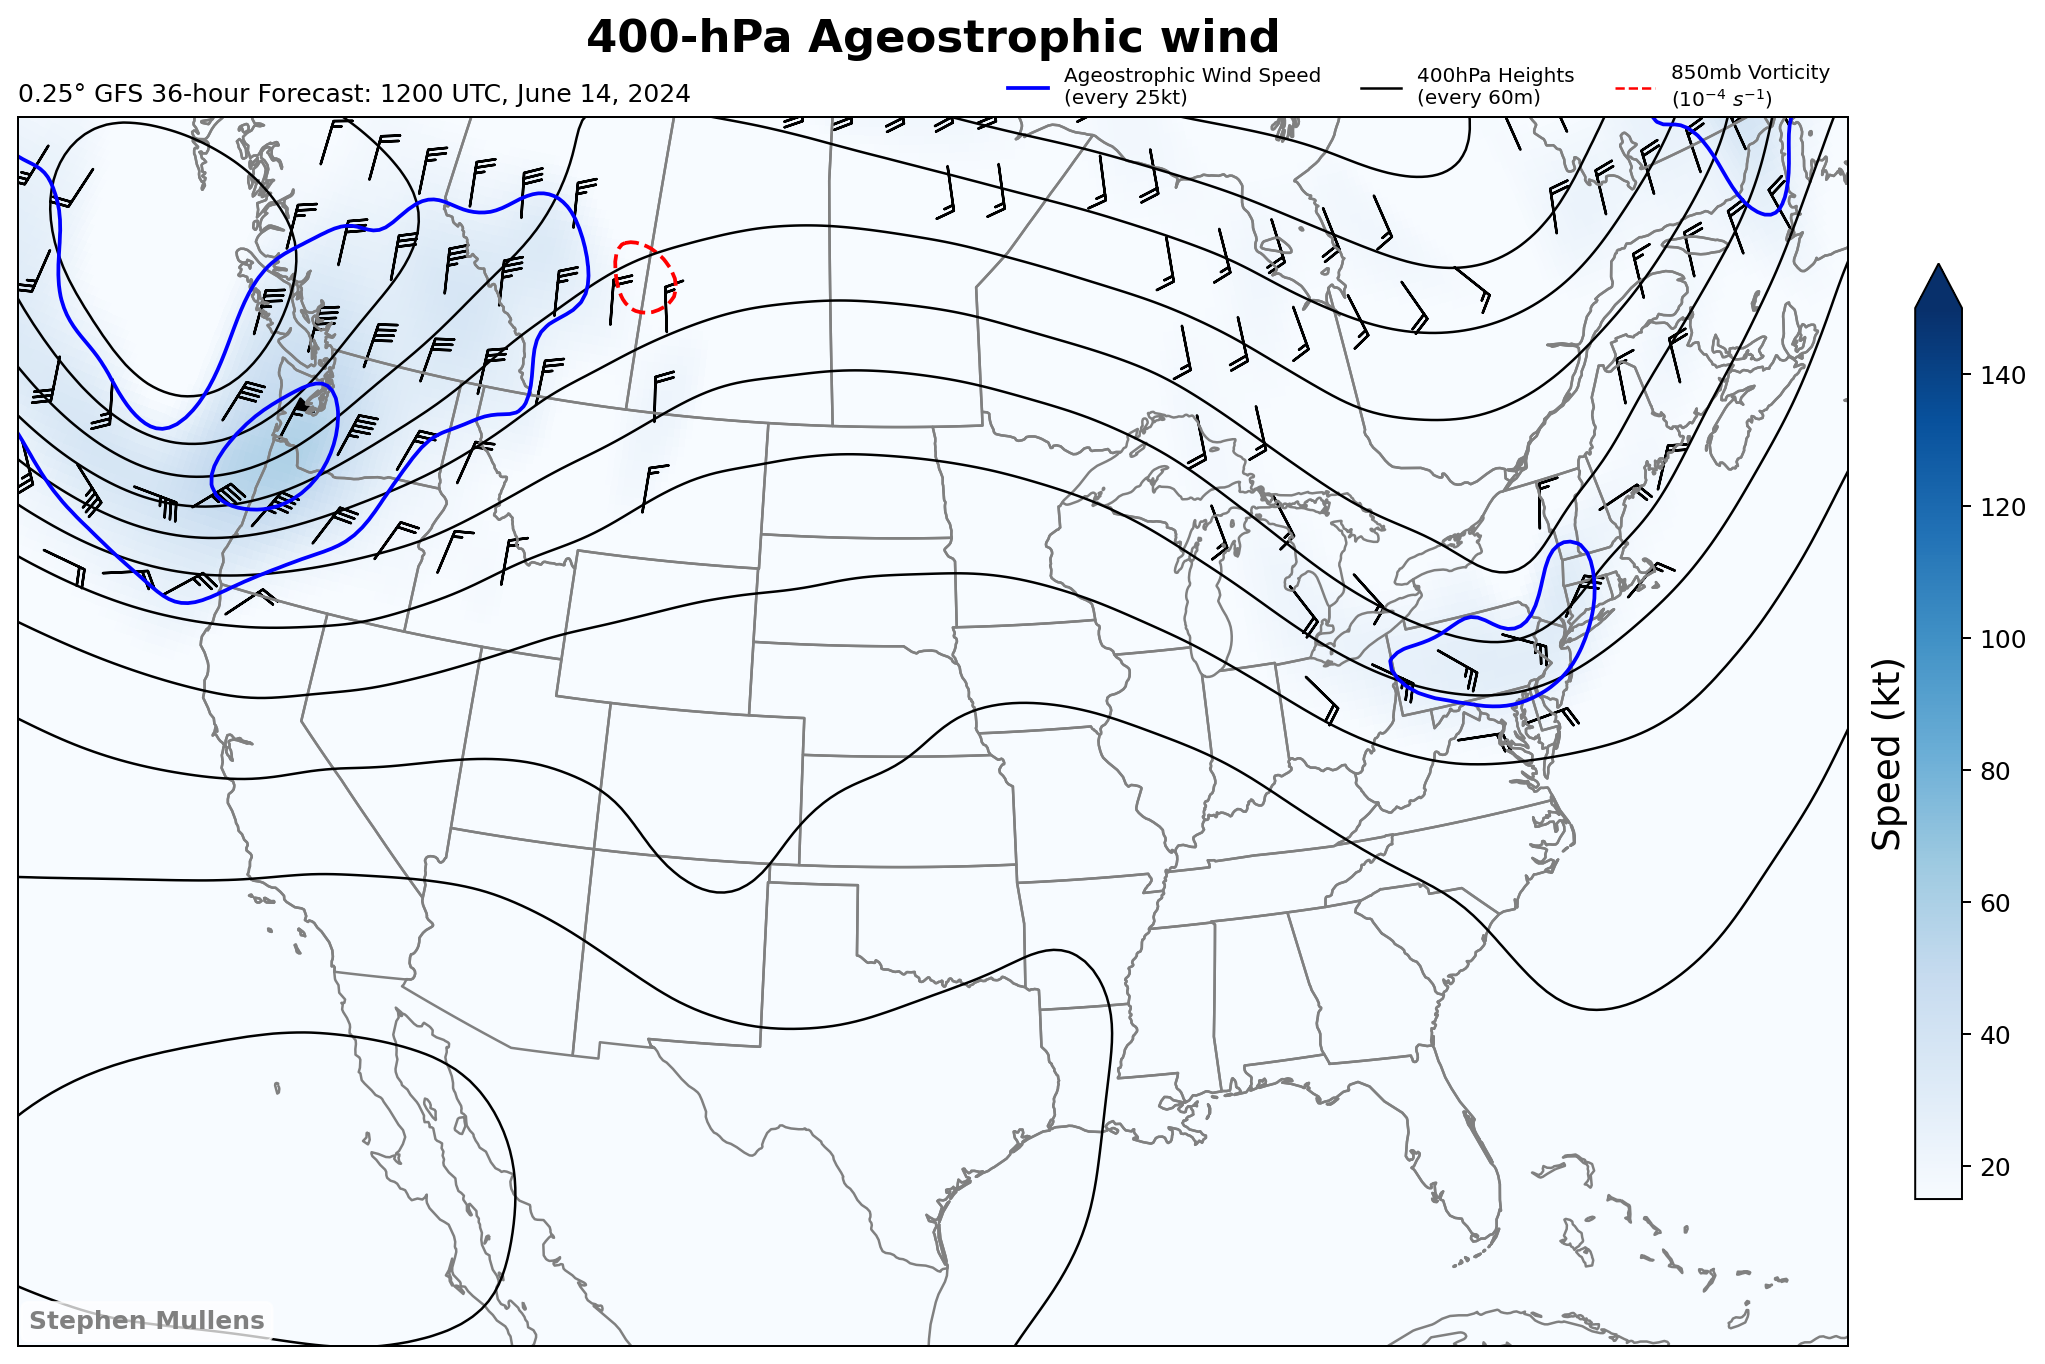 400-hPa Ageostrophic wind
0.25° GFS 36-hour Forecast: 1200 UTC, June 14, 2024
Ageostrophic Wind Speed
(every 25kt)
400hPa Heights
(every 60m)
850mb Vorticity
(10⁻⁴ s⁻¹)
140
120
100
80
60
40
20
Speed (kt)
Stephen Mullens